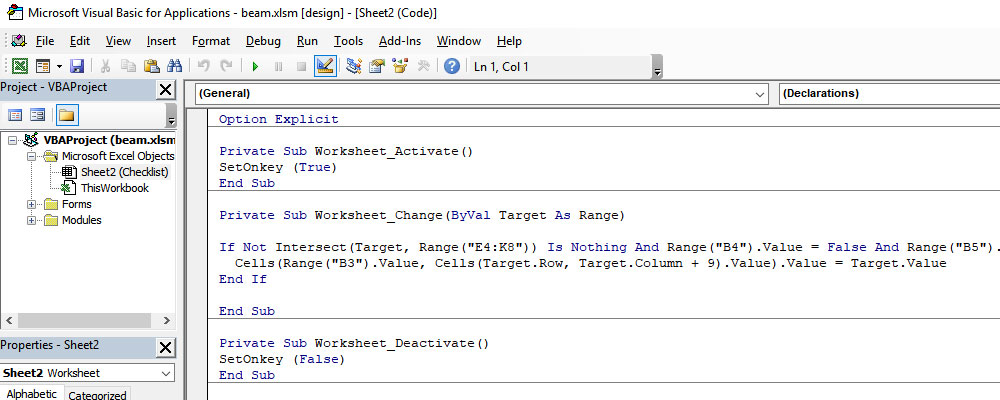 Microsoft Visual Basic for Applications - beam.xlsm [design] - [Sheet2 (Code)]
File Edit View Insert Format Debug Run Tools Add-Ins Window Help
Ln 1, Col 1
Project - VBAProject
(General) (Declarations)
VBAProject (beam.xlsm
Microsoft Excel Objects
Sheet2 (Checklist)
ThisWorkbook
Forms
Modules
Properties - Sheet2
Sheet2 Worksheet
Alphabetic Categorized
Option Explicit
Private Sub Worksheet_Activate()
SetOnkey (True)
End Sub
Private Sub Worksheet_Change(ByVal Target As Range)
If Not Intersect(Target, Range("E4:K8")) Is Nothing And Range("B4").Value = False And Range("B5").
Cells(Range("B3").Value, Cells(Target.Row, Target.Column + 9).Value).Value = Target.Value
End If
End Sub
Private Sub Worksheet_Deactivate()
SetOnkey (False)
End Sub